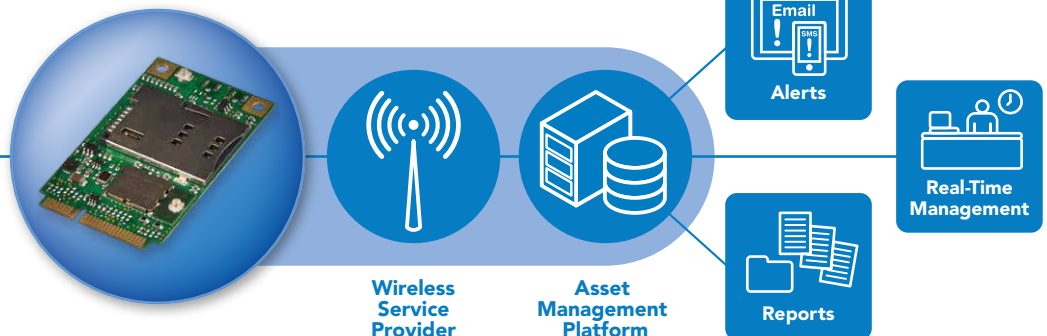 Email
SMS
Alerts
Real-Time
Management
Wireless
Service
Provider
Asset
Management
Platform
Reports